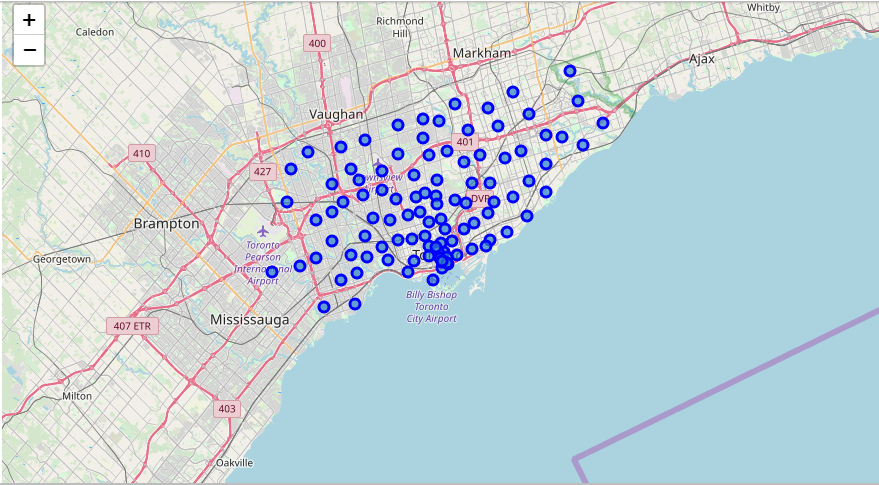 +
−
Caledon
Richmond
Hill
Whitby
400
Markham
Ajax
Vaughan
401
410
427
DVP
Brampton
Toronto
Pearson
International
Airport
Georgetown
Billy Bishop
Toronto
City Airport
Mississauga
407 ETR
Milton
403
Oakville